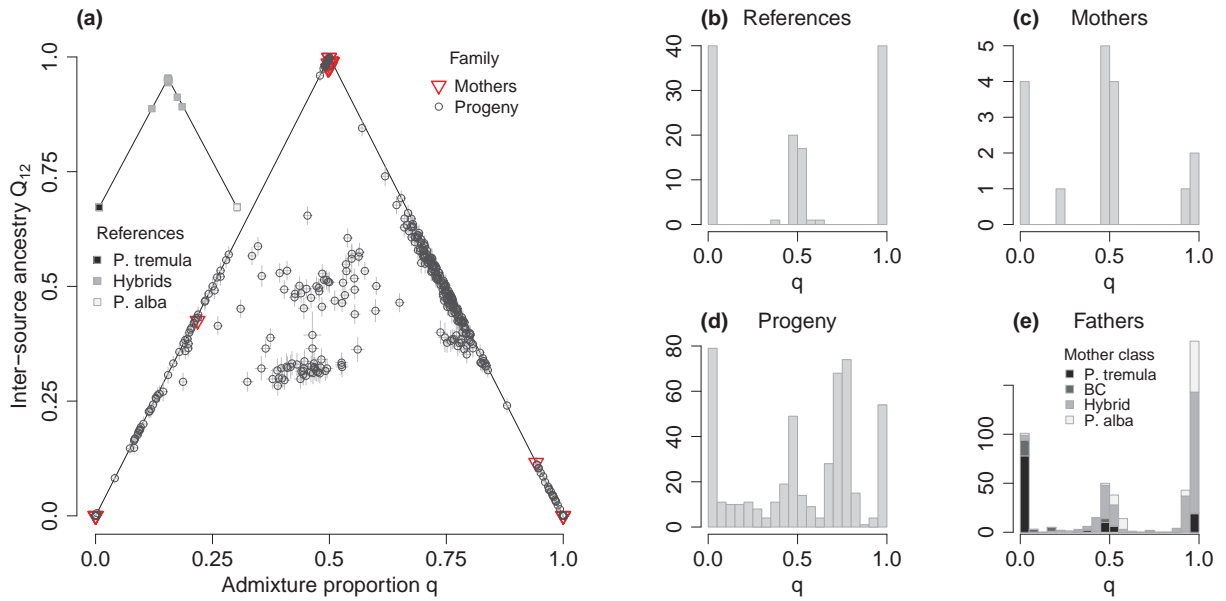 (a)
Inter−source ancestry Q12
1.0
0.75
0.5
0.25
0.0
Family
Mothers
Progeny
References
P. tremula
Hybrids
P. alba
0.0 0.25 0.5 0.75 1.0
Admixture proportion q
(b) References
40
30
20
10
0
0.0 0.5 1.0
q
(c) Mothers
5
4
3
2
1
0
0.0 0.5 1.0
q
(d) Progeny
80
60
40
20
0
0.0 0.5 1.0
q
(e) Fathers
Mother class
P. tremula
BC
Hybrid
P. alba
100
50
0
0.0 0.5 1.0
q